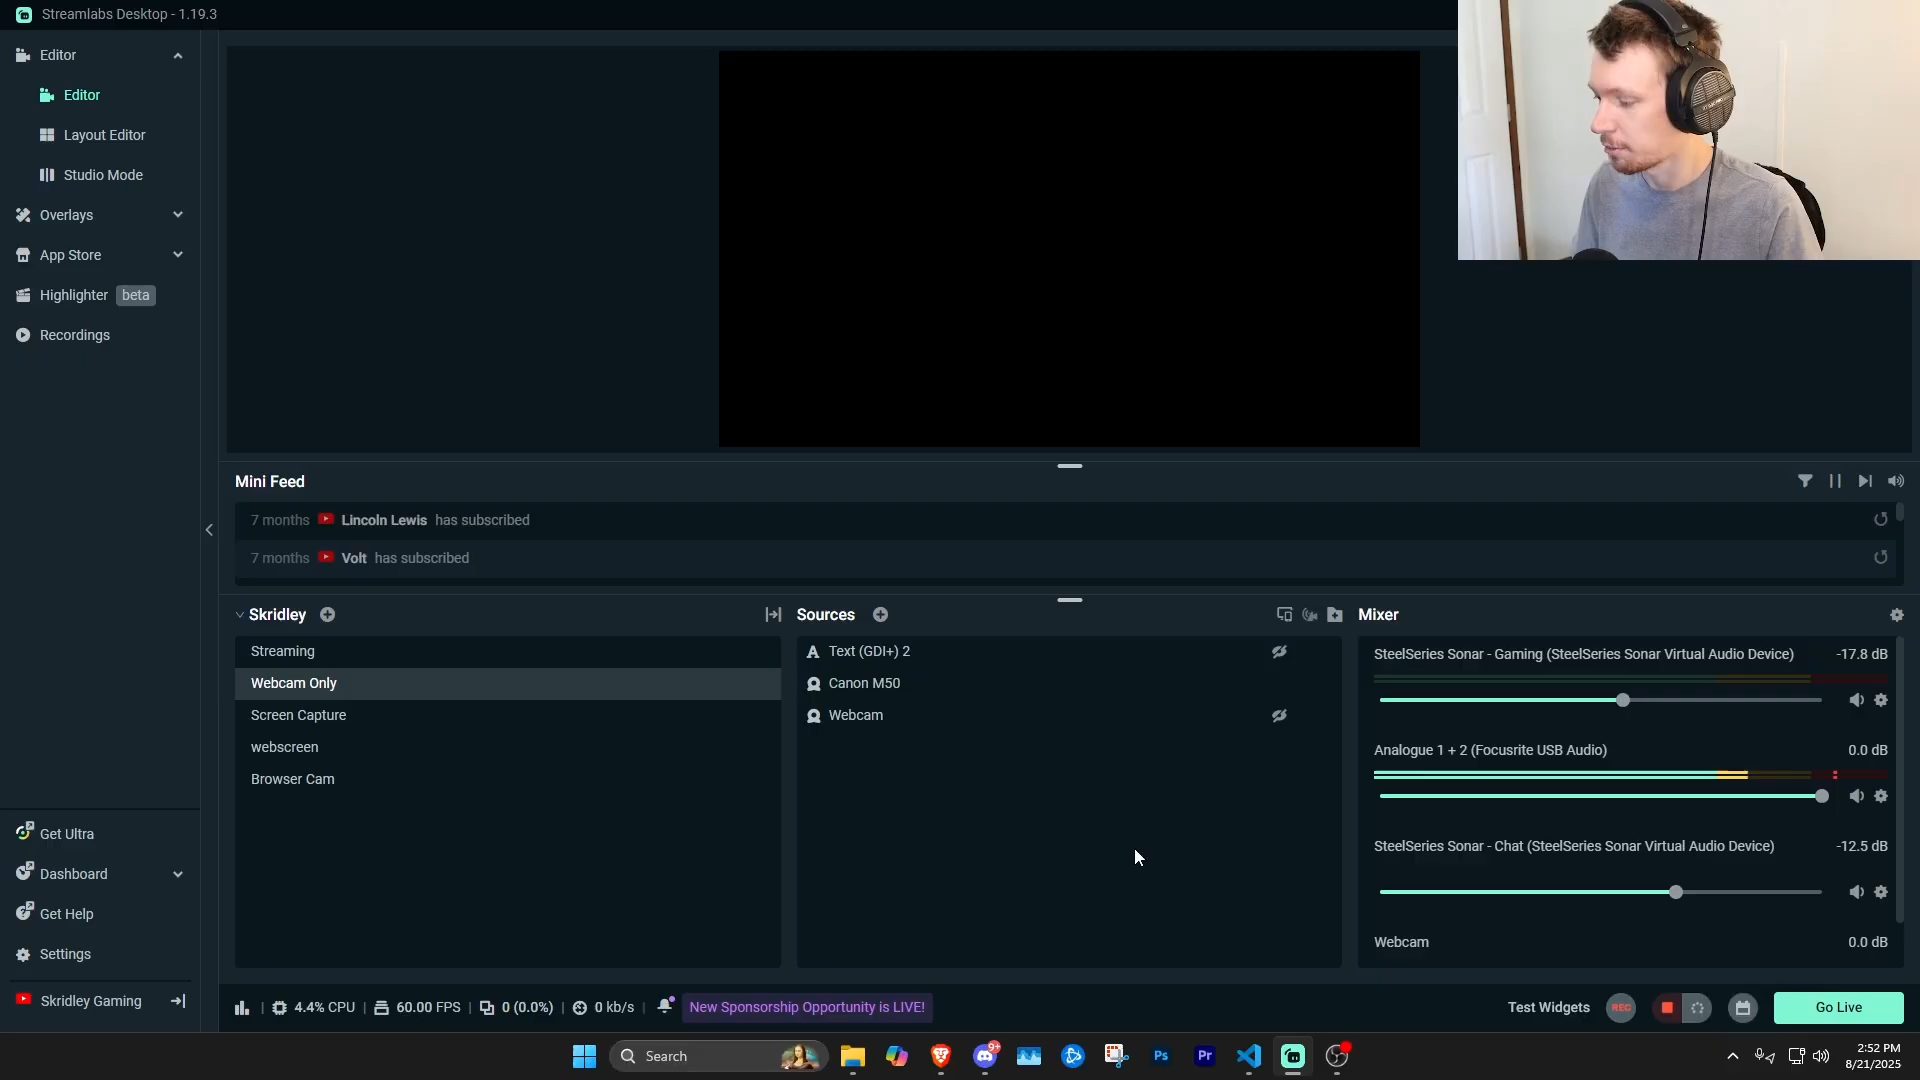 Streamlabs Desktop - 1.19.3
Editor
Editor
Layout Editor
Studio Mode
Overlays
App Store
Highlighter beta
Recordings
Get Ultra
Dashboard
Get Help
Settings
Skridley Gaming
Mini Feed
7 months Lincoln Lewis has subscribed
7 months Volt has subscribed
Skridley
Streaming
Webcam Only
Screen Capture
webscreen
Browser Cam
Sources
Text (GDI+) 2
Canon M50
Webcam
Mixer
SteelSeries Sonar - Gaming (SteelSeries Sonar Virtual Audio Device) -17.8 dB
Analogue 1 + 2 (Focusrite USB Audio) 0.0 dB
SteelSeries Sonar - Chat (SteelSeries Sonar Virtual Audio Device) -12.5 dB
Webcam 0.0 dB
4.4% CPU 60.00 FPS 0 (0.0%) 0 kb/s New Sponsorship Opportunity is LIVE! Test Widgets REC Go Live
Search 9+ Ps Pr
2:52 PM
8/21/2025